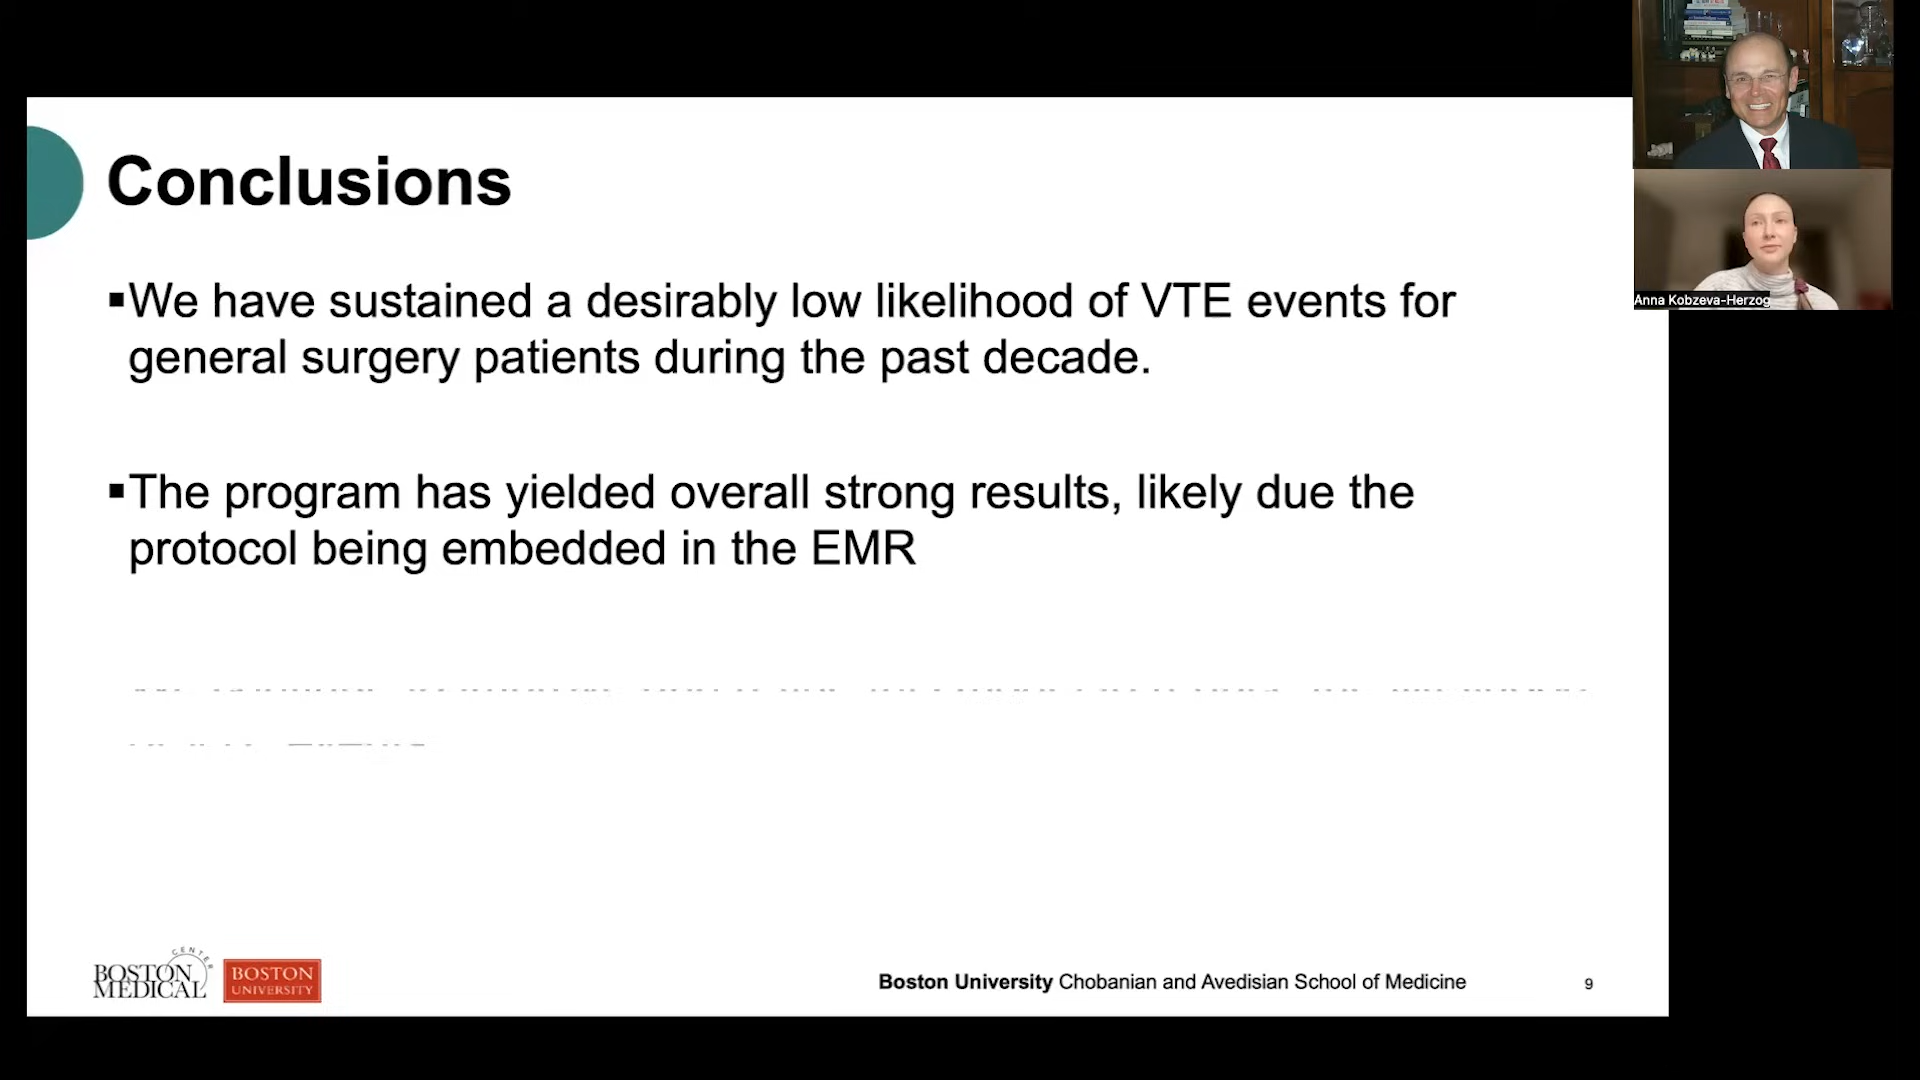 Conclusions
▪We have sustained a desirably low likelihood of VTE events for
general surgery patients during the past decade.
▪The program has yielded overall strong results, likely due the
protocol being embedded in the EMR
Anna Kobzeva-Herzog
CENTER
BOSTON
MEDICAL
BOSTON
UNIVERSITY
Boston University Chobanian and Avedisian School of Medicine
9